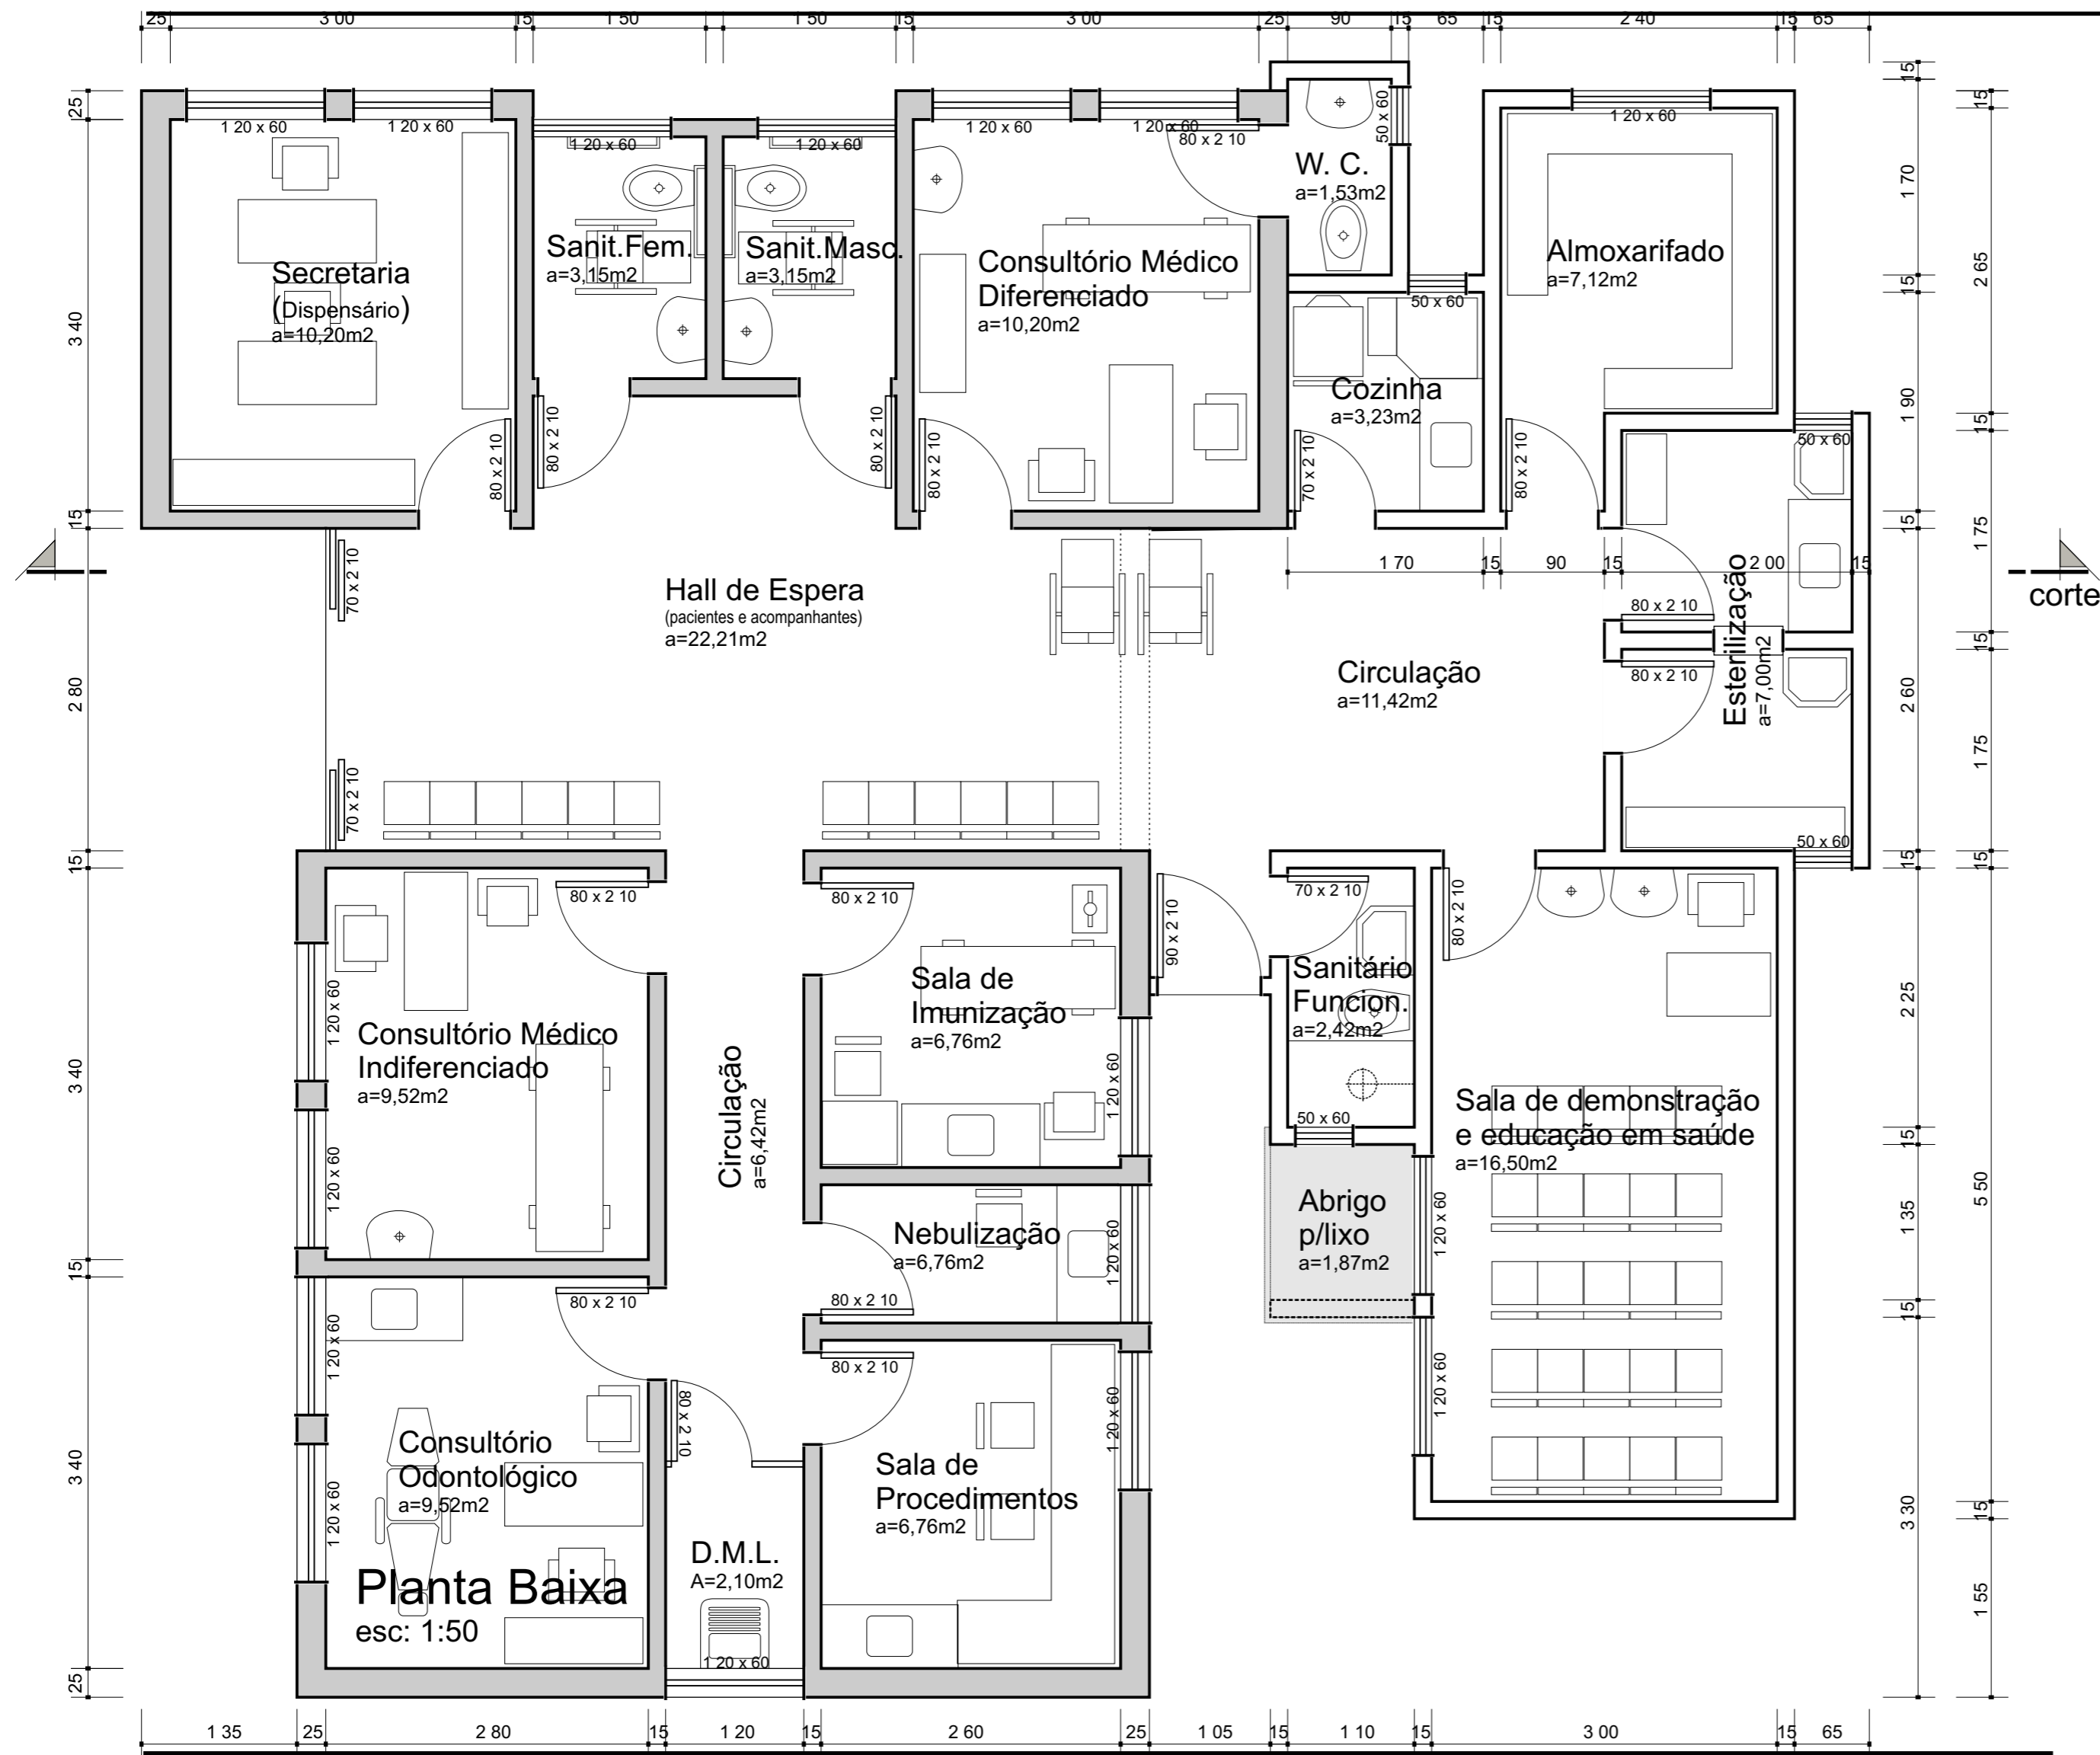 25 3 00 15 1 50 1 50 15 3 00 25 90 15 65 15 2 40 15 65
25
3 40
15
2 80
15
3 40
15
3 40
25
1 20 x 60
1 20 x 60
Secretaria
(Dispensário)
a=10,20m2
80 x 2 10
1 20 x 60
Sanit.Fem.
a=3,15m2
80 x 2 10
1 20 x 60
Sanit.Masc.
a=3,15m2
80 x 2 10
1 20 x 60
1 20 x 60
80 x 2 10
Consultório Médico
Diferenciado
a=10,20m2
80 x 2 10
50 x 60
W. C.
a=1,53m2
50 x 60
Cozinha
a=3,23m2
70 x 2 10
1 20 x 60
Almoxarifado
a=7,12m2
80 x 2 10
50 x 60
1 70 15 90 15 2 00 15
80 x 2 10
80 x 2 10
Esterilização
a=7,00m2
50 x 60
70 x 2 10
Hall de Espera
(pacientes e acompanhantes)
a=22,21m2
70 x 2 10
Circulação
a=11,42m2
corte
80 x 2 10
1 20 x 60
Consultório Médico
Indiferenciado
a=9,52m2
1 20 x 60
Circulação
a=6,42m2
80 x 2 10
Sala de
Imunização
a=6,76m2
1 20 x 60
90 x 2 10
70 x 2 10
Sanitário
Funcion.
a=2,42m2
50 x 60
80 x 2 10
Sala de demonstração
e educação em saúde
a=16,50m2
Abrigo
p/lixo
a=1,87m2
1 20 x 60
1 20 x 60
Nebulização
a=6,76m2
1 20 x 60
80 x 2 10
80 x 2 10
1 20 x 60
80 x 2 10
80 x 2 10
1 20 x 60
Consultório
Odontológico
a=9,52m2
1 20 x 60
Sala de
Procedimentos
a=6,76m2
D.M.L.
A=2,10m2
1 20 x 60
Planta Baixa
esc: 1:50
15
1 70
15
1 90
15
2 60
15
2 25
15
1 35
15
3 30
15
2 65
15
1 75
15
1 75
15
5 50
15
1 55
1 35 25 2 80 15 1 20 15 2 60 25 1 05 15 1 10 15 3 00 15 65